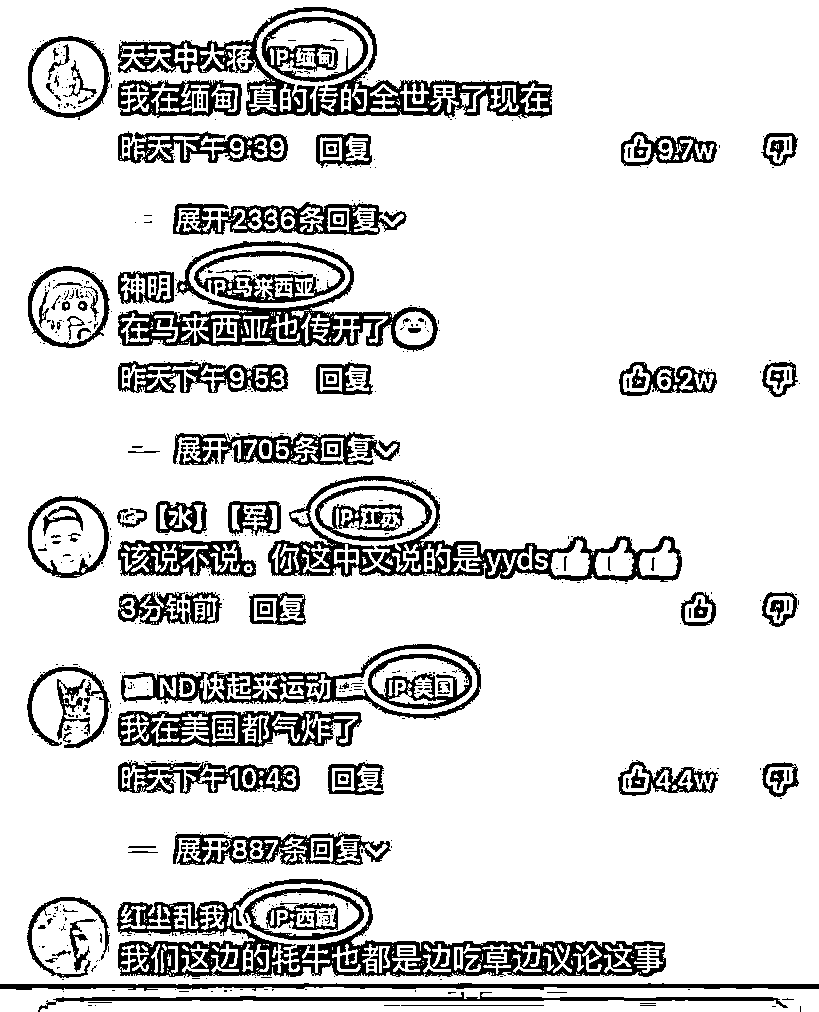 天天中大蒋 IP:缅甸
我在缅甸 真的传的全世界了现在
昨天下午9:39 回复 9.7w
展开2336条回复
神明 IP:马来西亚
在马来西亚也传开了
昨天下午9:53 回复 6.2w
展开1705条回复
👉【水】【军】👈 IP:江苏
该说不说。你这中文说的是yyds👍👍👍
3分钟前 回复
ND快起来运动 IP:美国
我在美国都气炸了
昨天下午10:43 回复 4.4w
展开887条回复
红尘乱我心 IP:西藏
我们这边的牦牛也都是边吃草边议论这事